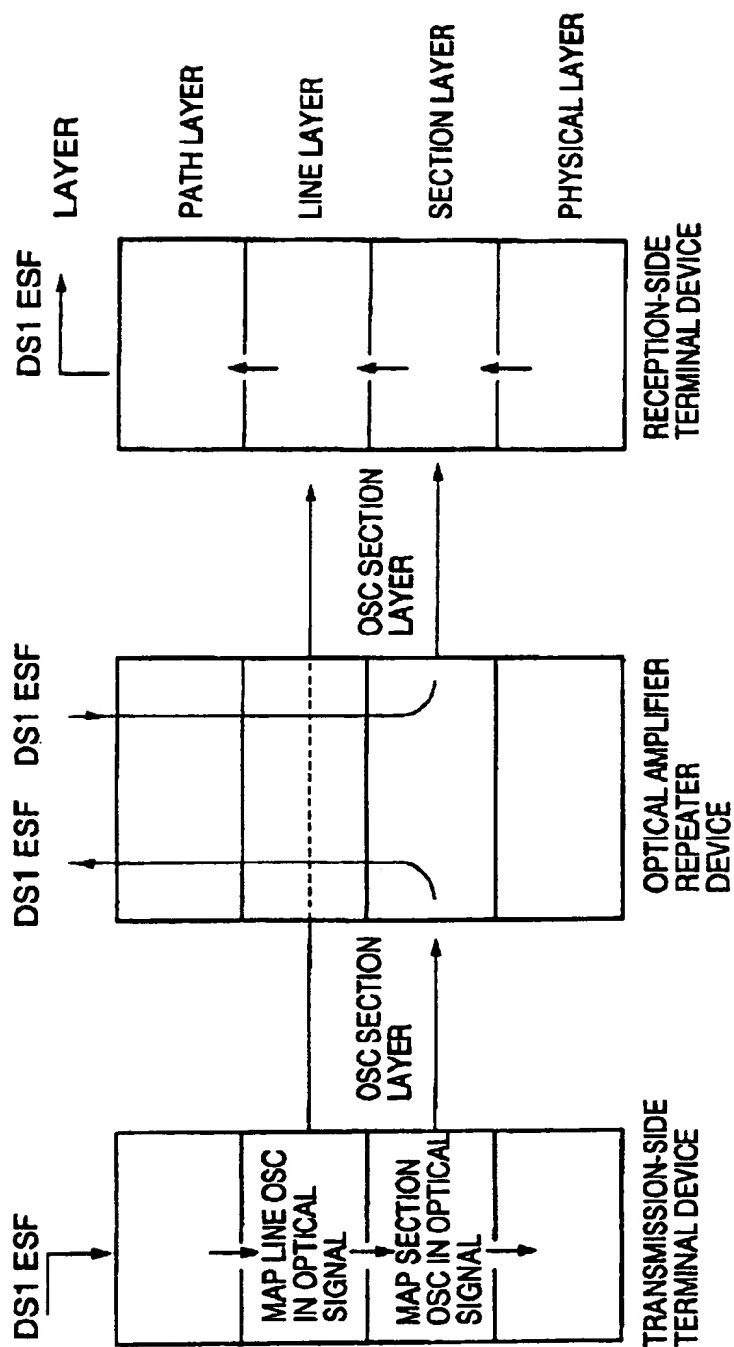 DS1 ESF
DS1 ESF
DS1 ESF
DS1 ESF
LAYER
MAP LINE OSC
IN OPTICAL
SIGNAL
MAP SECTION
OSC IN OPTICAL
SIGNAL
OSC SECTION
LAYER
OSC SECTION
LAYER
PATH LAYER
LINE LAYER
SECTION LAYER
PHYSICAL LAYER
TRANSMISSION-SIDE
TERMINAL DEVICE
OPTICAL AMPLIFIER
REPEATER
DEVICE
RECEPTION-SIDE
TERMINAL DEVICE